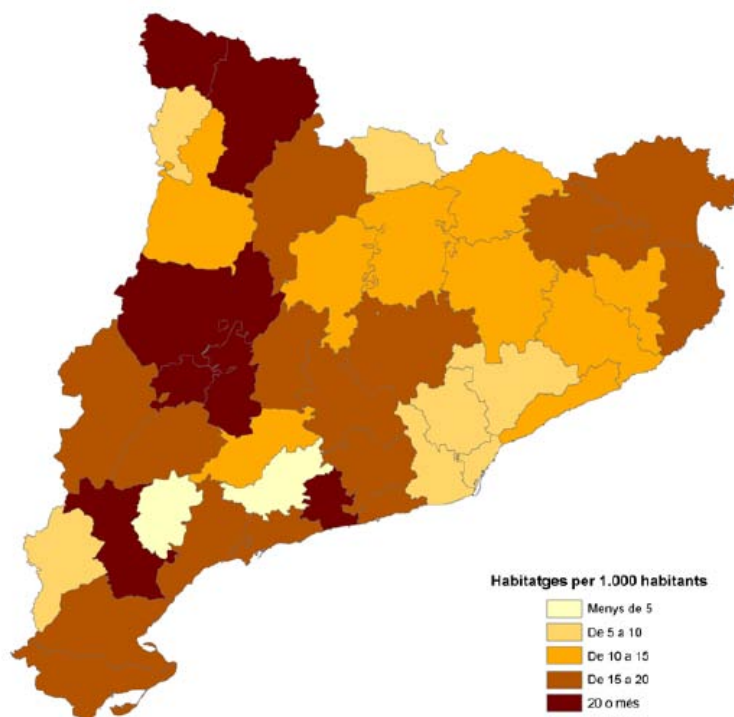 Habitatges per 1.000 habitants
Menys de 5
De 5 a 10
De 10 a 15
De 15 a 20
20 o més